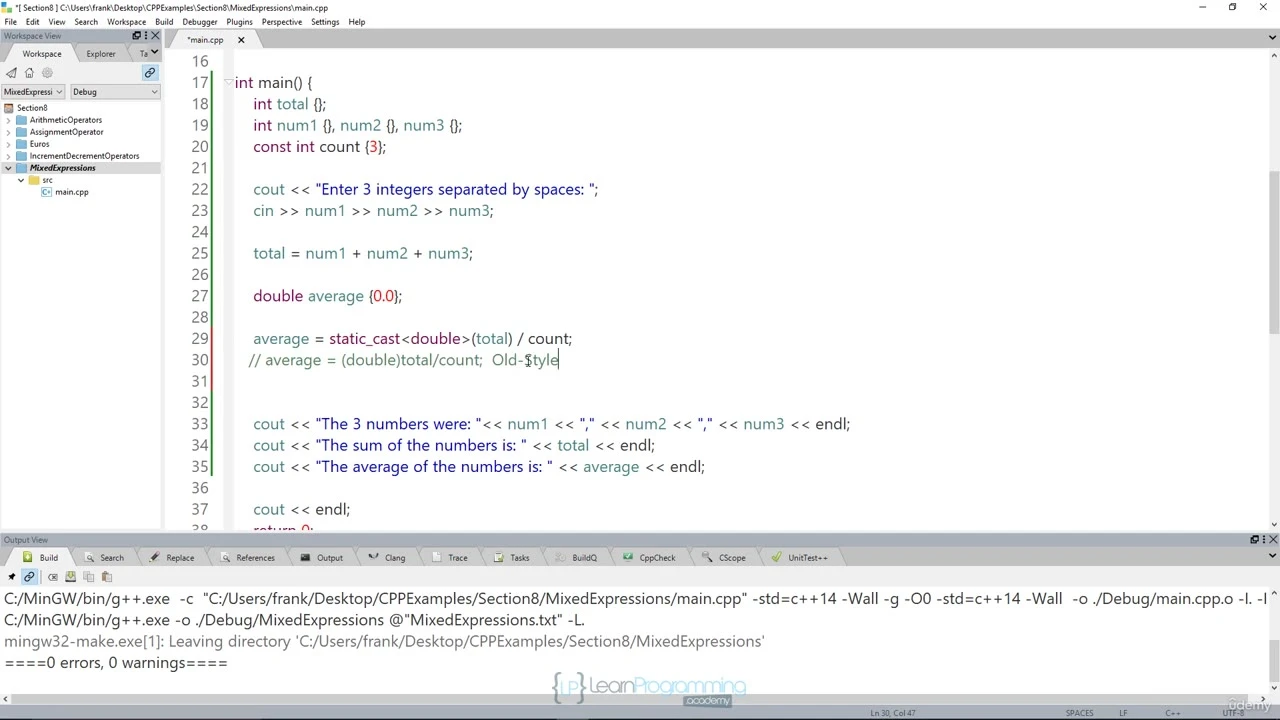 *[ Section8 ] C:\Users\frank\Desktop\CPPExamples\Section8\MixedExpressions\main.cpp
File Edit View Search Workspace Build Debugger Plugins Perspective Settings Help
Workspace View
*main.cpp
Workspace Explorer Ta
MixedExpressi Debug
Section8
ArithmeticOperators
AssignmentOperator
Euros
IncrementDecrementOperators
MixedExpressions
src
main.cpp
16
17 int main() {
18 int total {};
19 int num1 {}, num2 {}, num3 {};
20 const int count {3};
21
22 cout << "Enter 3 integers separated by spaces: ";
23 cin >> num1 >> num2 >> num3;
24
25 total = num1 + num2 + num3;
26
27 double average {0.0};
28
29 average = static_cast<double>(total) / count;
30 // average = (double)total/count;  Old-Style
31
32
33 cout << "The 3 numbers were: "<< num1 << "," << num2 << "," << num3 << endl;
34 cout << "The sum of the numbers is: " << total << endl;
35 cout << "The average of the numbers is: " << average << endl;
36
37 cout << endl;
38 return 0;
Output View
Build Search Replace References Output Clang Trace Tasks BuildQ CppCheck CScope UnitTest++
C:/MinGW/bin/g++.exe -c "C:/Users/frank/Desktop/CPPExamples/Section8/MixedExpressions/main.cpp" -std=c++14 -Wall -g -O0 -std=c++14 -Wall -o ./Debug/main.cpp.o -I. -I
C:/MinGW/bin/g++.exe -o ./Debug/MixedExpressions @"MixedExpressions.txt" -L.
mingw32-make.exe[1]: Leaving directory 'C:/Users/frank/Desktop/CPPExamples/Section8/MixedExpressions'
====0 errors, 0 warnings====
{LP} LearnProgramming
.academy
Ln 30, Col 47 SPACES LF C++ UTF-8
ûdemy